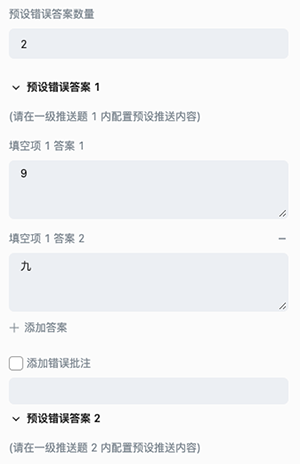 预设错误答案数量
2
预设错误答案 1
(请在一级推送题 1 内配置预设推送内容)
填空项 1 答案 1
9
填空项 1 答案 2
九
添加答案
添加错误批注
预设错误答案 2
(请在一级推送题 2 内配置预设推送内容)